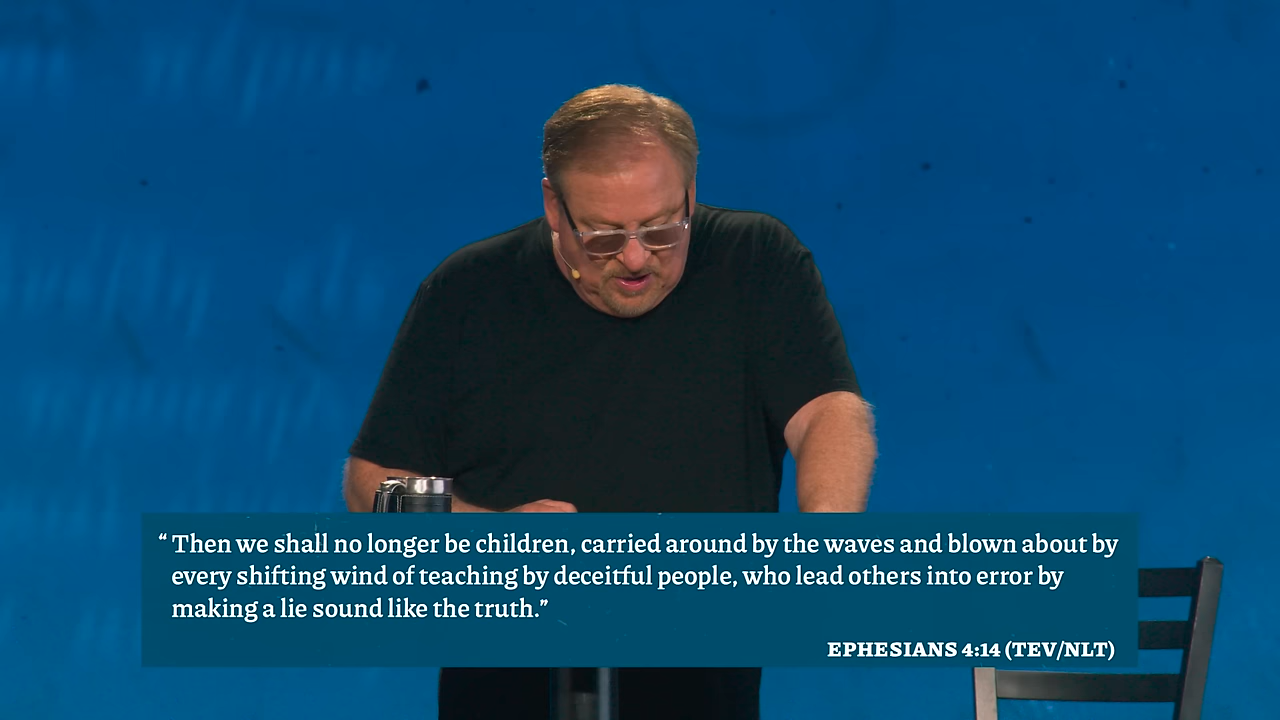 “ Then we shall no longer be children, carried around by the waves and blown about by
every shifting wind of teaching by deceitful people, who lead others into error by
making a lie sound like the truth.”
EPHESIANS 4:14 (TEV/NLT)